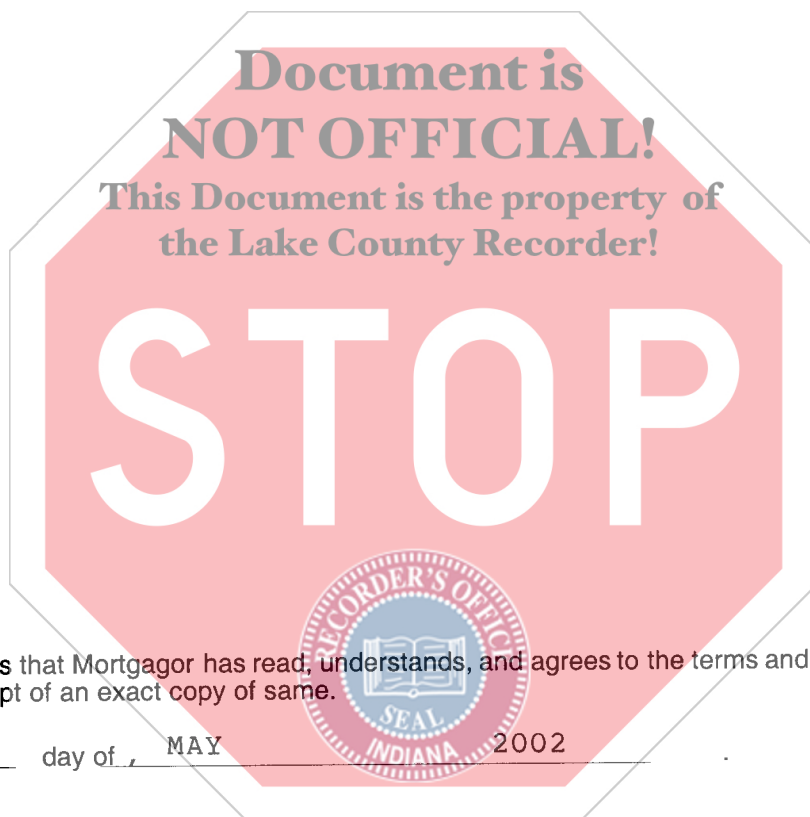 Document is
NOT OFFICIAL!
This Document is the property of
the Lake County Recorder!
STOP
RECORDER'S OFFICE
SEAL
INDIANA
s that Mortgagor has read, understands, and agrees to the terms and
pt of an exact copy of same.
day of , MAY 2002 .